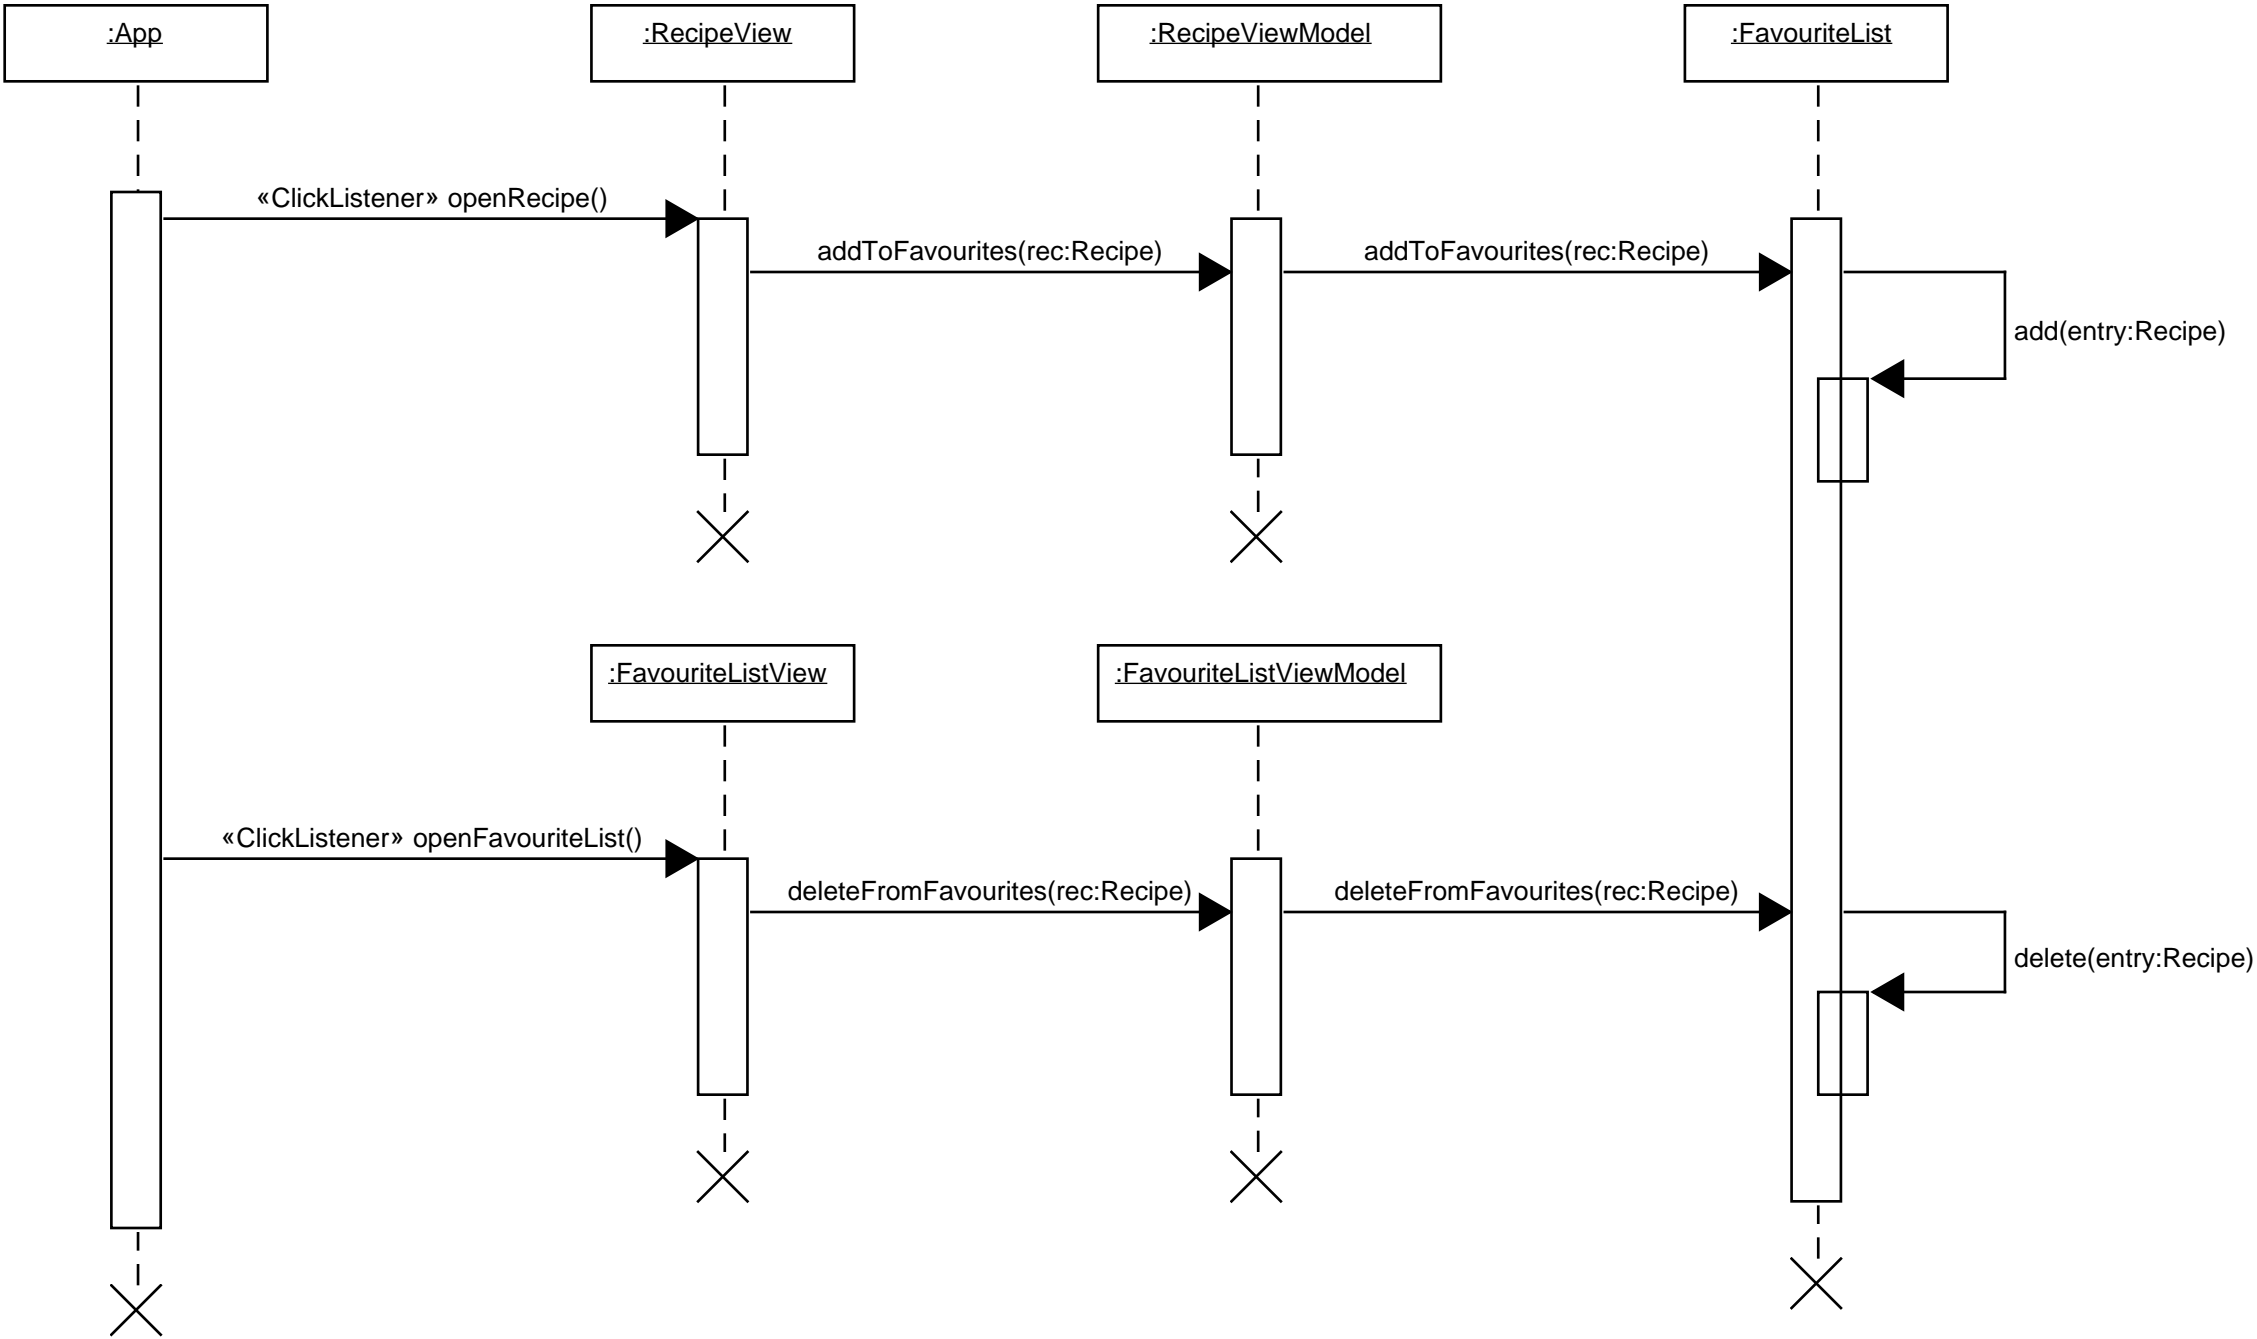 :App
:RecipeView
:RecipeViewModel
:FavouriteList
«ClickListener» openRecipe()
addToFavourites(rec:Recipe)
addToFavourites(rec:Recipe)
add(entry:Recipe)
:FavouriteListView
:FavouriteListViewModel
«ClickListener» openFavouriteList()
deleteFromFavourites(rec:Recipe)
deleteFromFavourites(rec:Recipe)
delete(entry:Recipe)